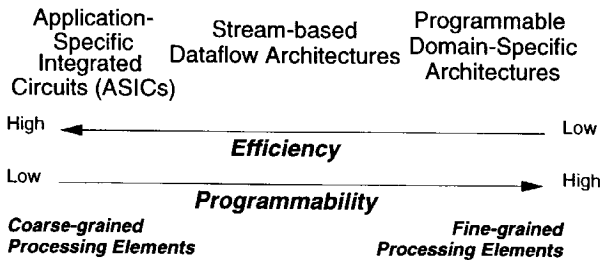 Application-
Specific
Integrated
Circuits (ASICs)
Stream-based
Dataflow Architectures
Programmable
Domain-Specific
Architectures
High
Low
Efficiency
Low
High
Programmability
Coarse-grained
Processing Elements
Fine-grained
Processing Elements